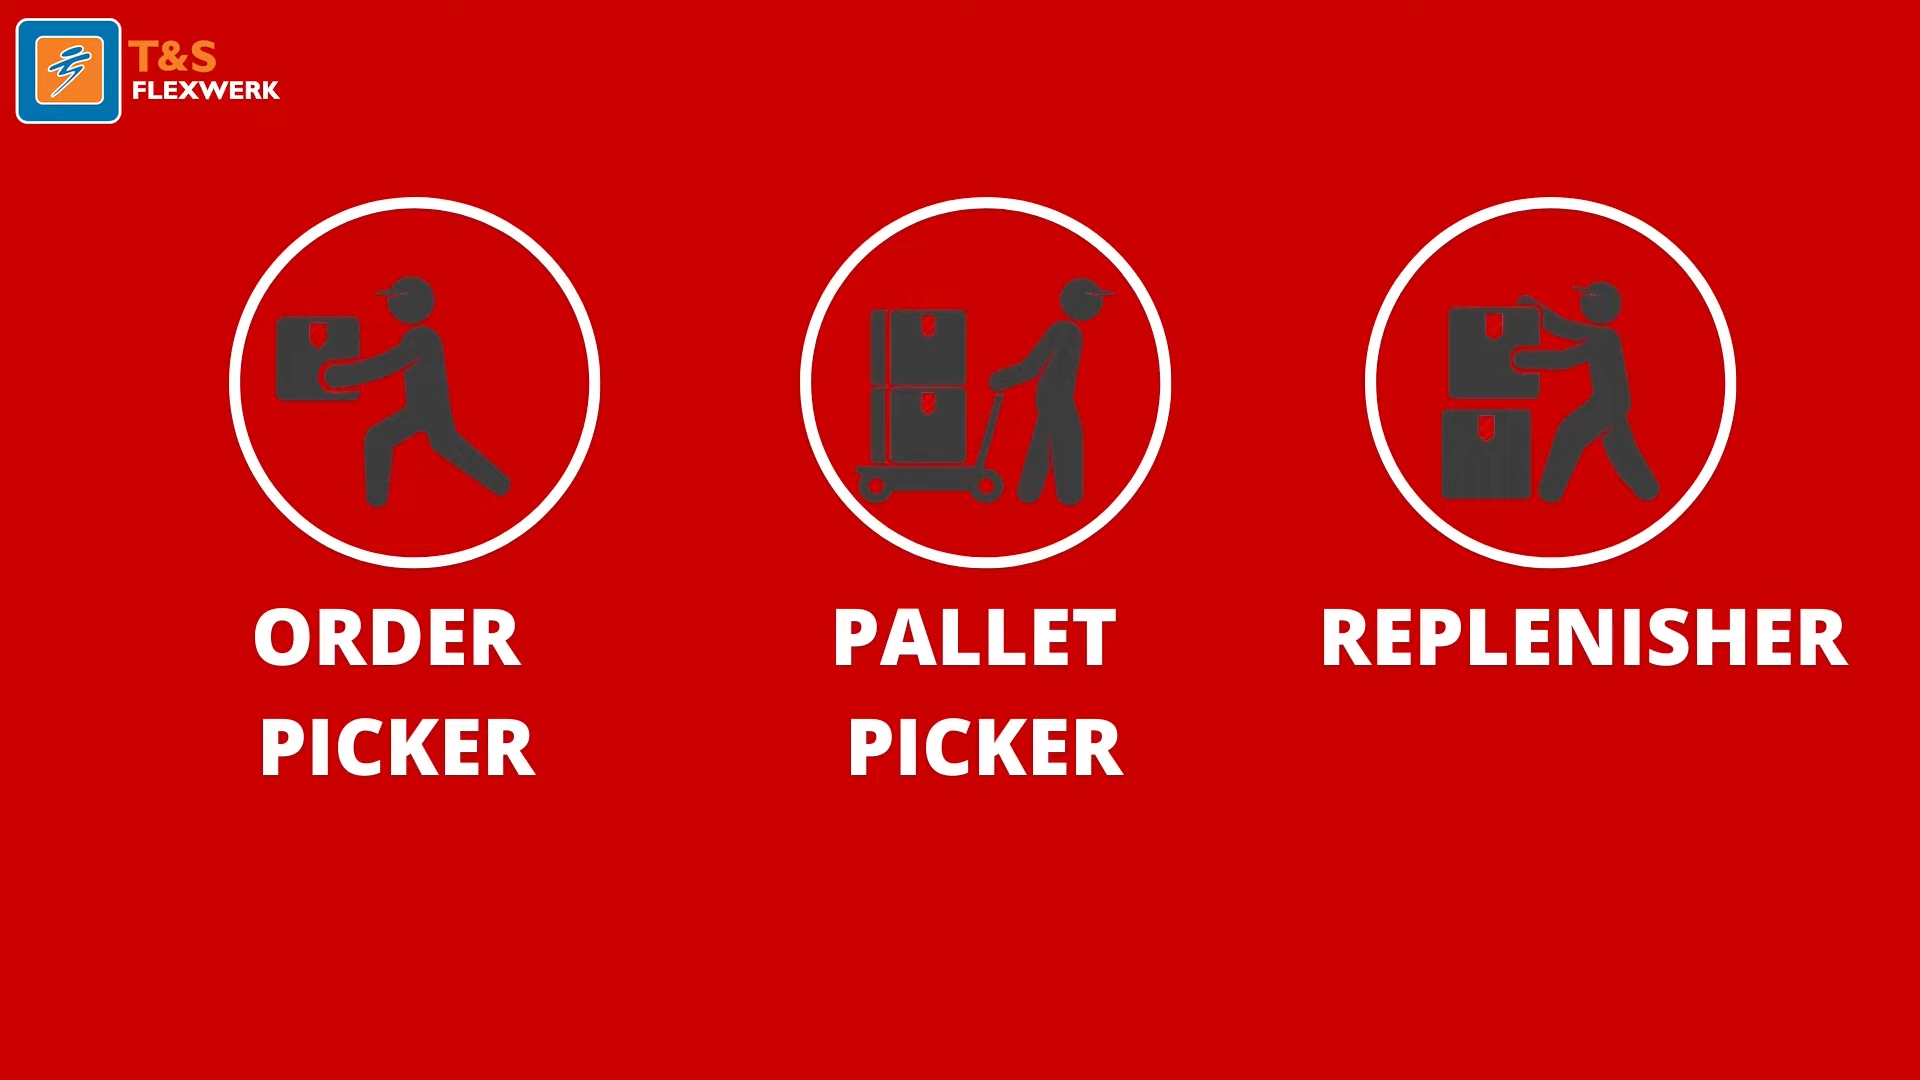 T&S
FLEXWERK
ORDER
PICKER
PALLET
PICKER
REPLENISHER